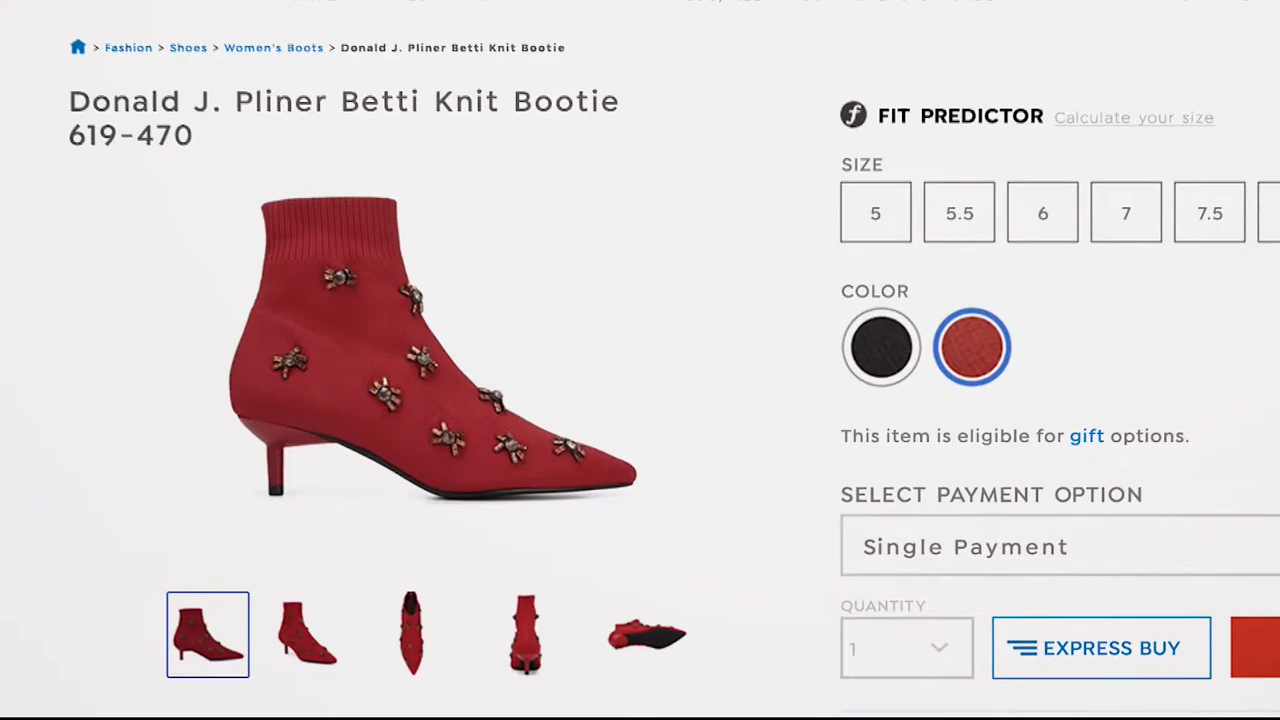 > Fashion > Shoes > Women's Boots > Donald J. Pliner Betti Knit Bootie
Donald J. Pliner Betti Knit Bootie
619-470
f FIT PREDICTOR Calculate your size
SIZE
5 5.5 6 7 7.5
COLOR
This item is eligible for gift options.
SELECT PAYMENT OPTION
Single Payment
QUANTITY
1
EXPRESS BUY